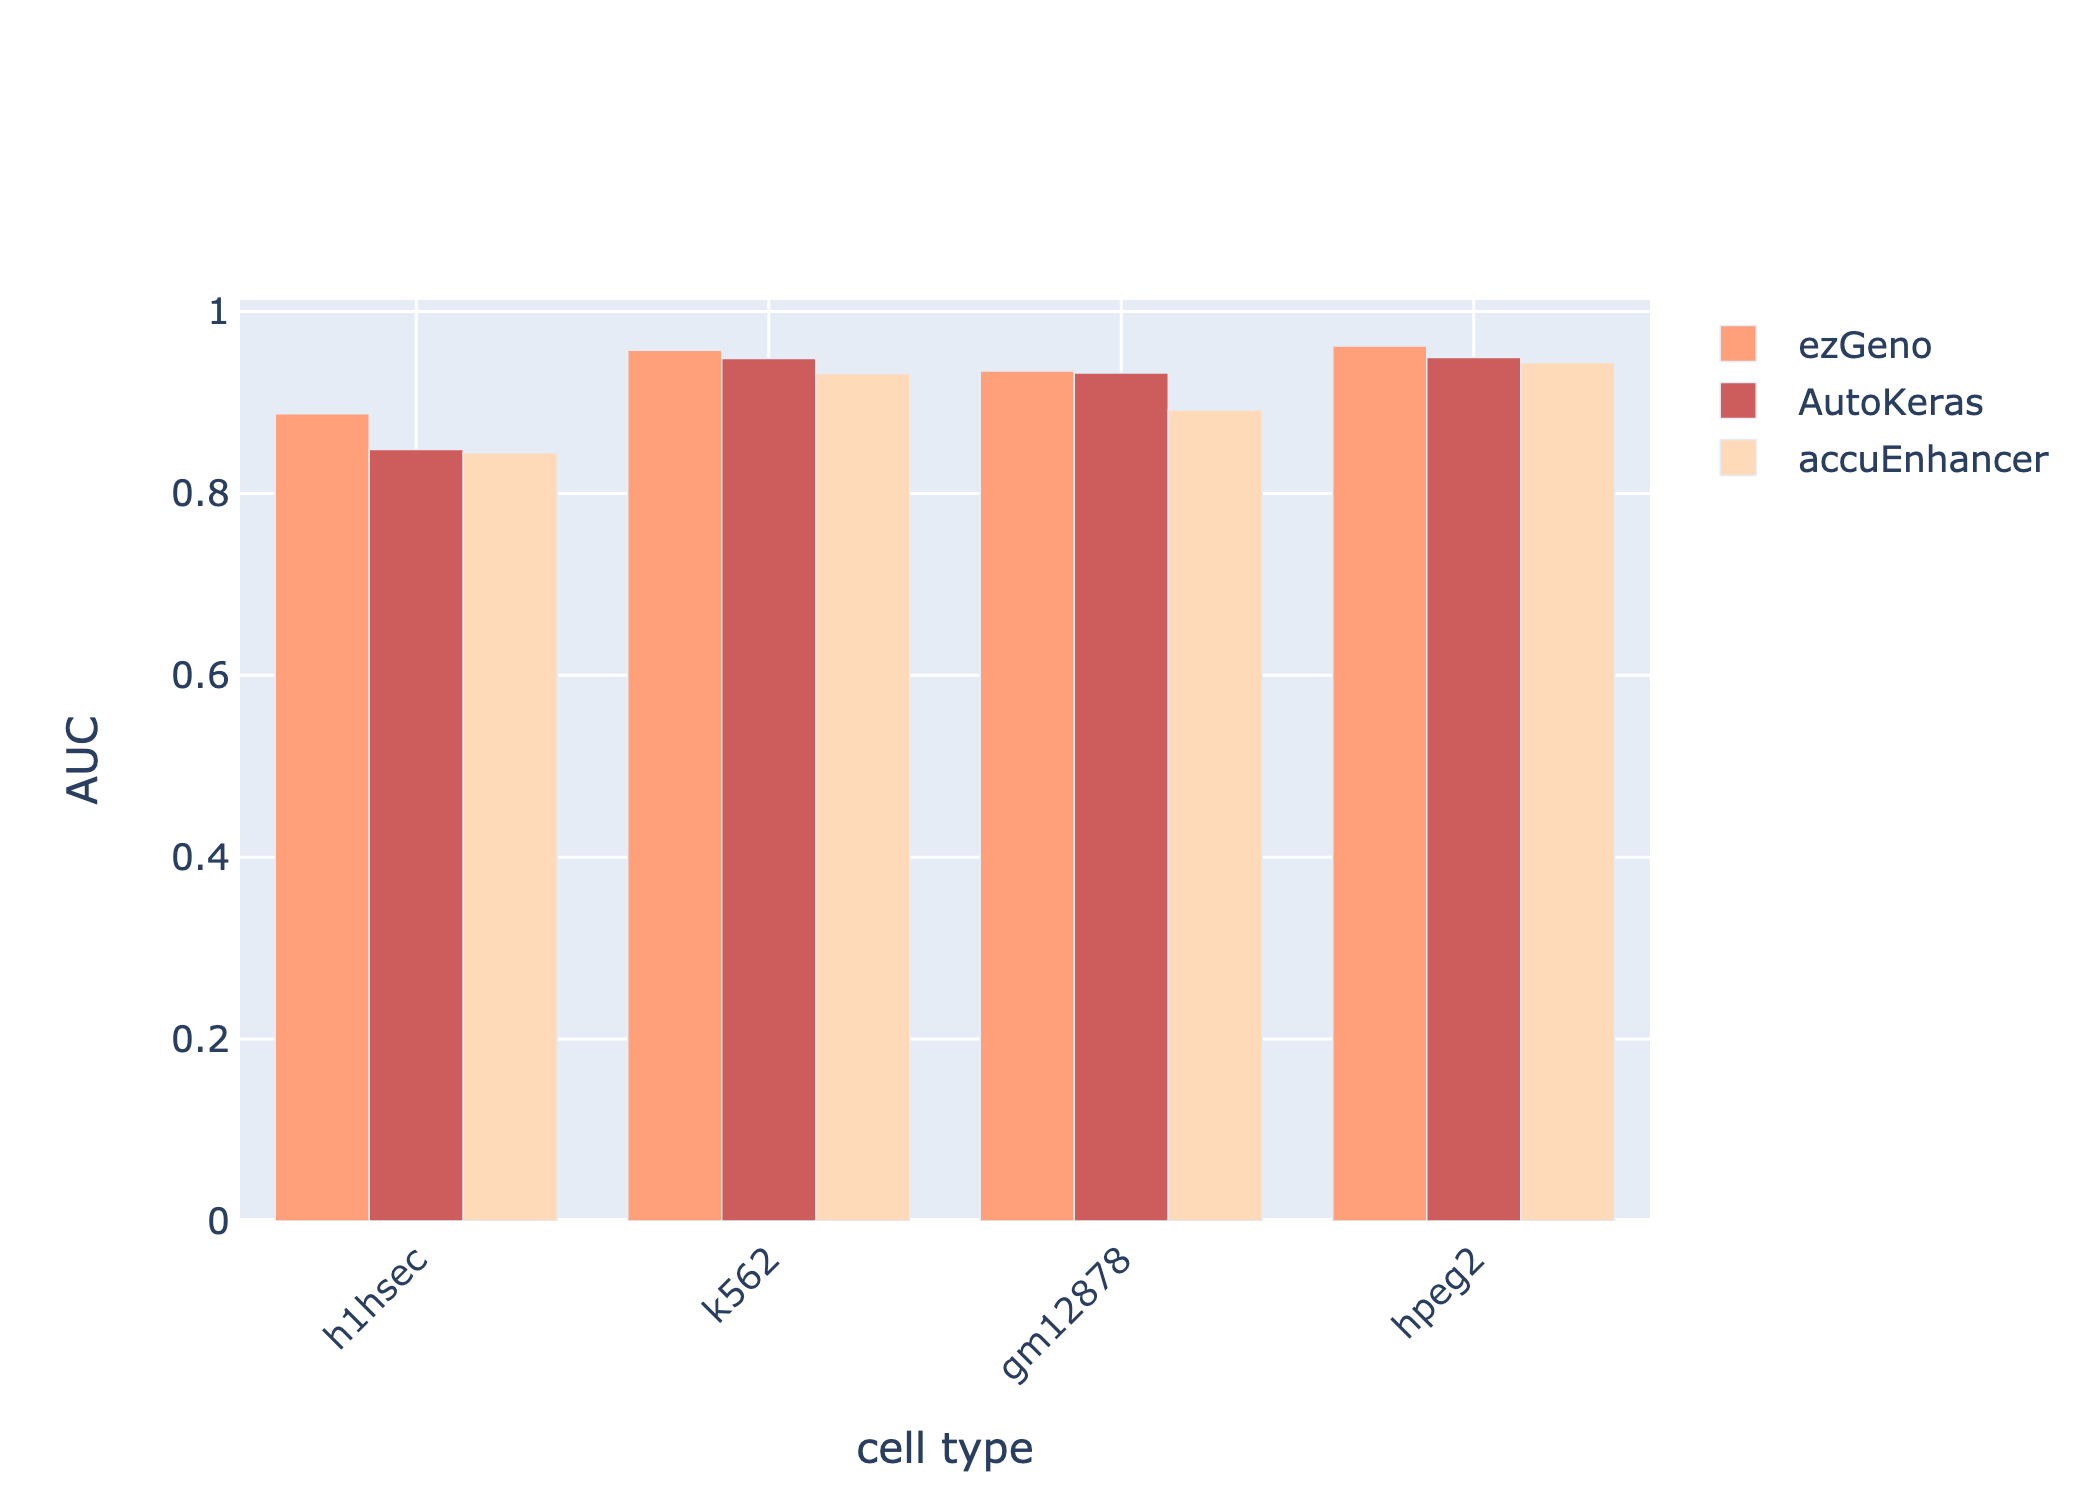 1
0.8
0.6
0.4
0.2
0
AUC
h1hsec
k562
gm12878
hpeg2
cell type
ezGeno
AutoKeras
accuEnhancer